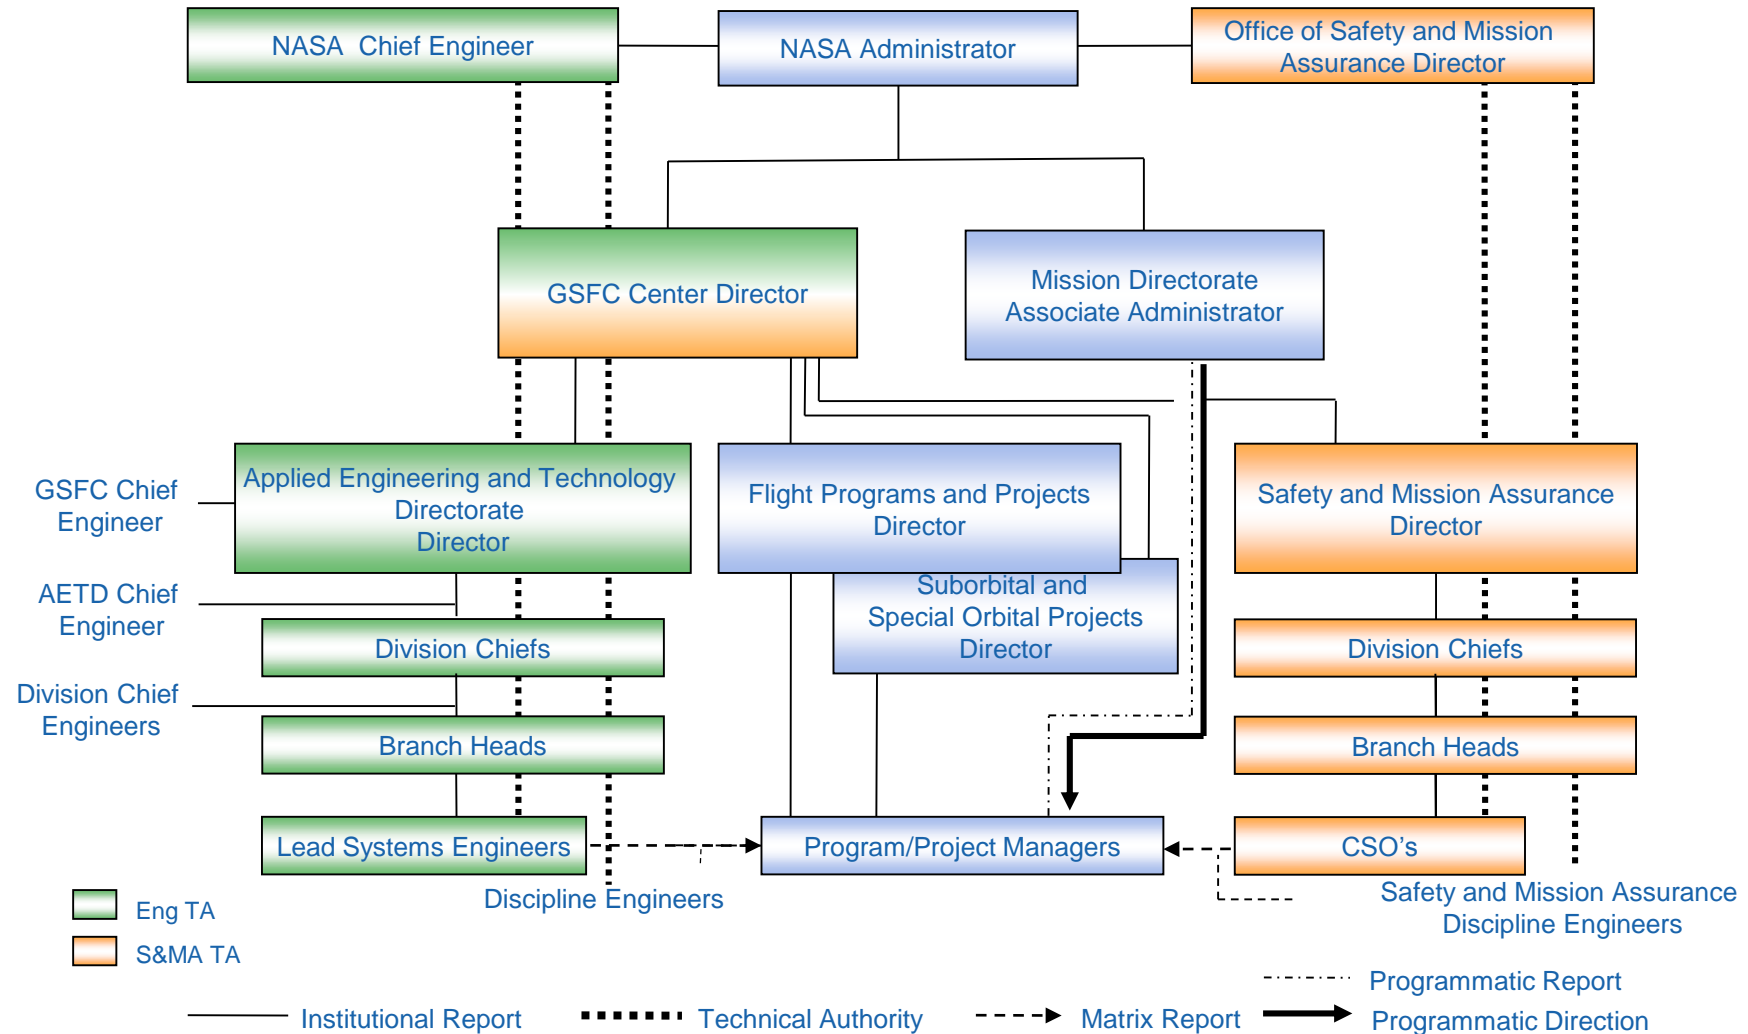 NASA  Chief Engineer
NASA Administrator
Office of Safety and Mission
Assurance Director
GSFC Center Director
Mission Directorate
Associate Administrator
GSFC Chief
Engineer
Applied Engineering and Technology
Directorate
Director
Flight Programs and Projects
Director
Safety and Mission Assurance
Director
AETD Chief
Engineer
Suborbital and
Special Orbital Projects
Director
Division Chiefs
Division Chiefs
Division Chief
Engineers
Branch Heads
Branch Heads
Lead Systems Engineers
Program/Project Managers
CSO's
Discipline Engineers
Safety and Mission Assurance
Discipline Engineers
Eng TA
S&MA TA
Programmatic Report
Institutional Report
Technical Authority
Matrix Report
Programmatic Direction